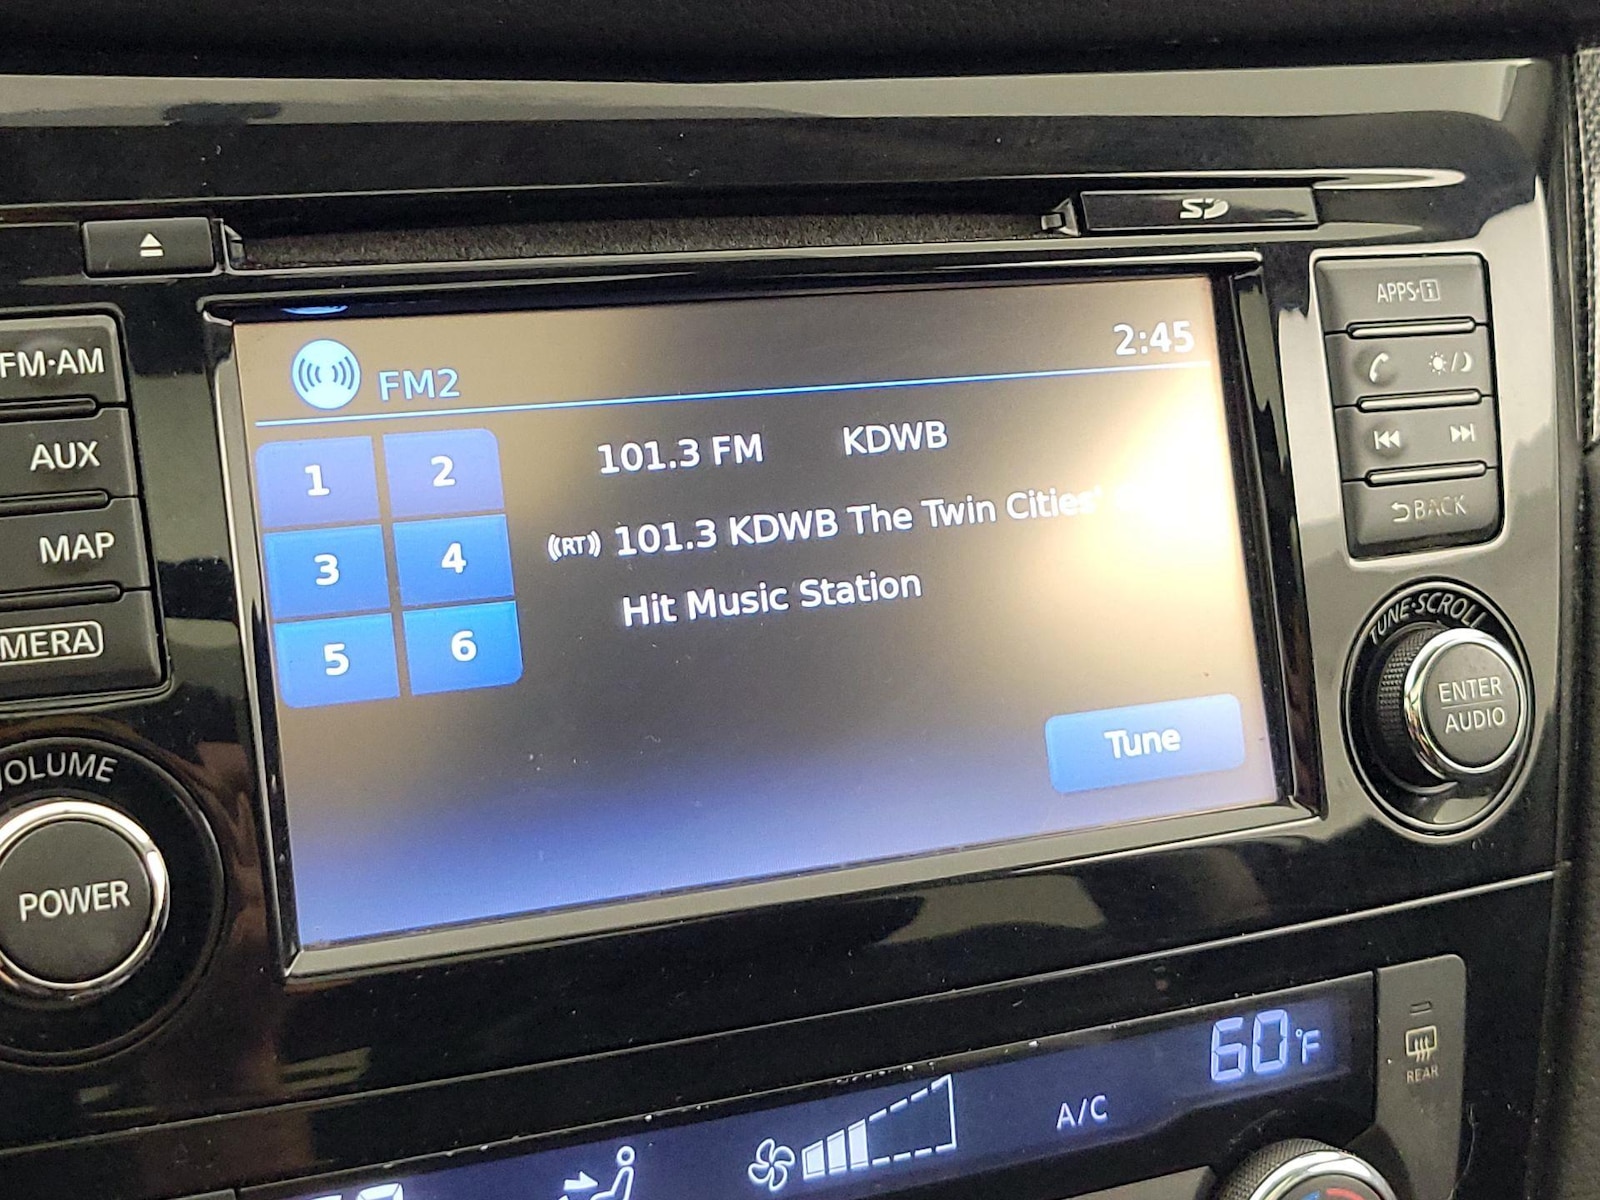 SD
FM·AM
AUX
MAP
MERA
VOLUME
POWER
FM2
2:45
1 2
3 4
5 6
101.3 FM KDWB
((RT)) 101.3 KDWB The Twin Cities'
Hit Music Station
Tune
APPS·i
BACK
TUNE·SCROLL
ENTER
AUDIO
60°F
A/C
REAR